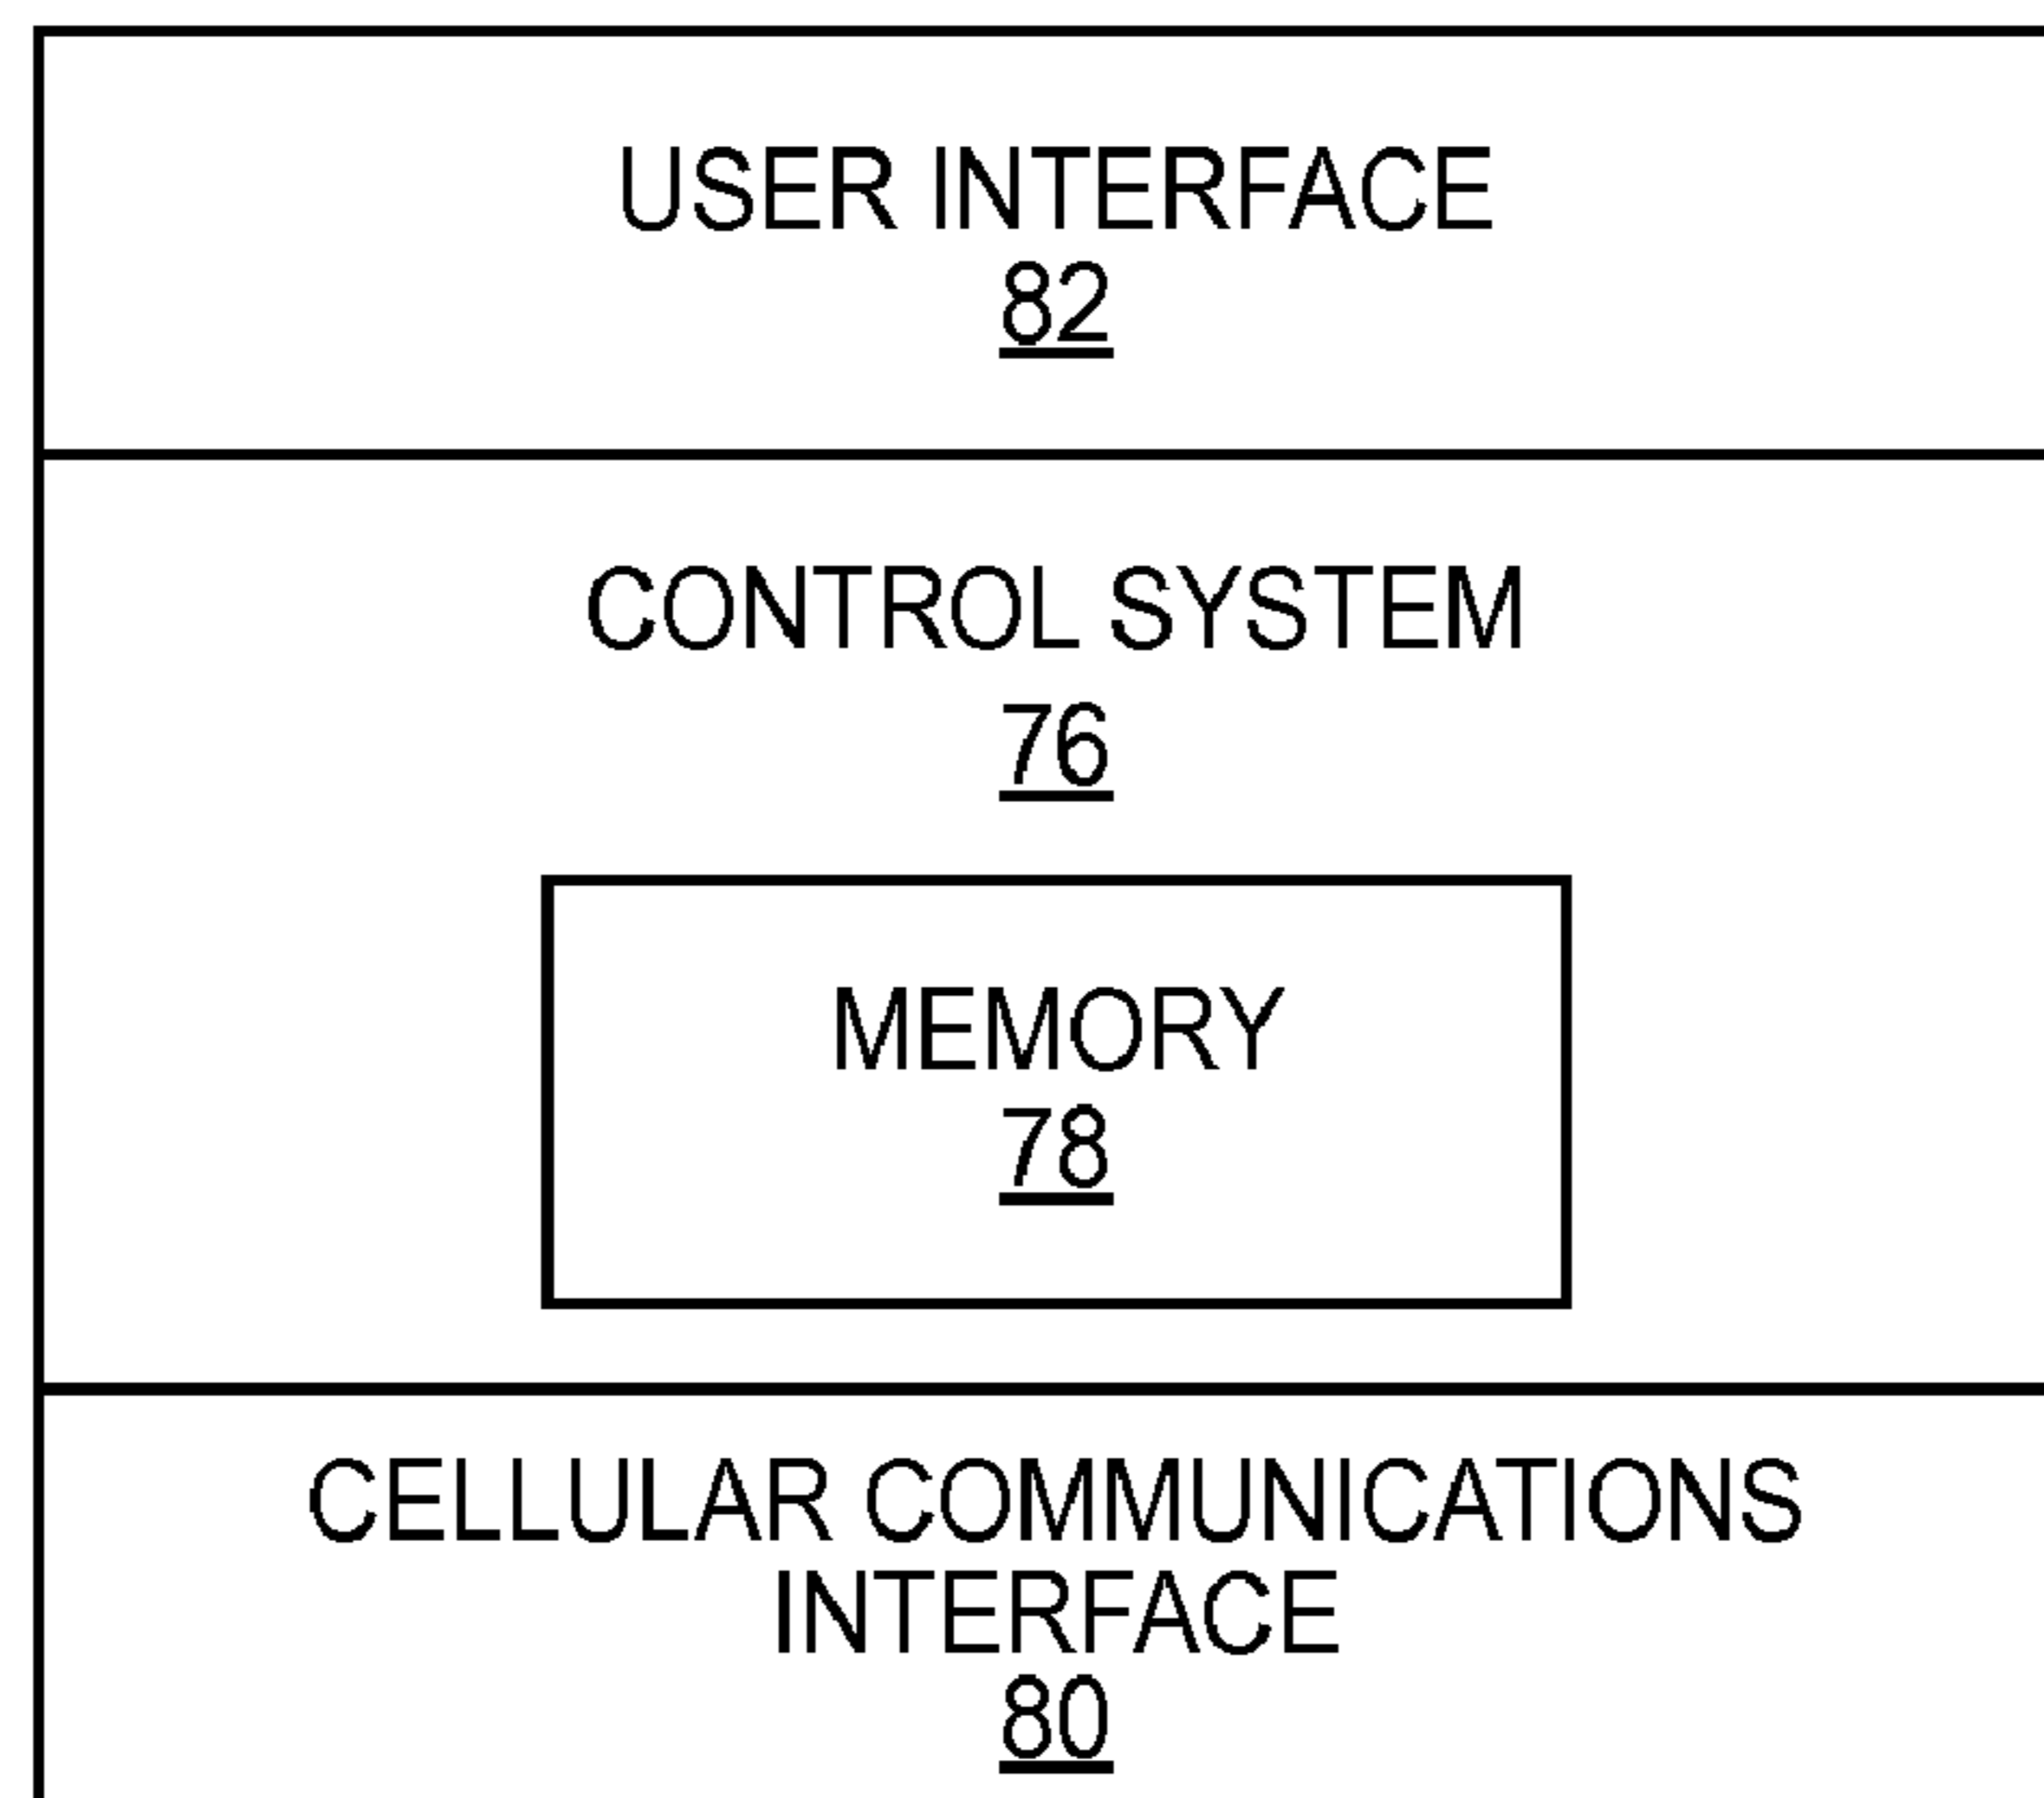 USER INTERFACE
82
CONTROL SYSTEM
76
MEMORY
78
CELLULAR COMMUNICATIONS
INTERFACE
80